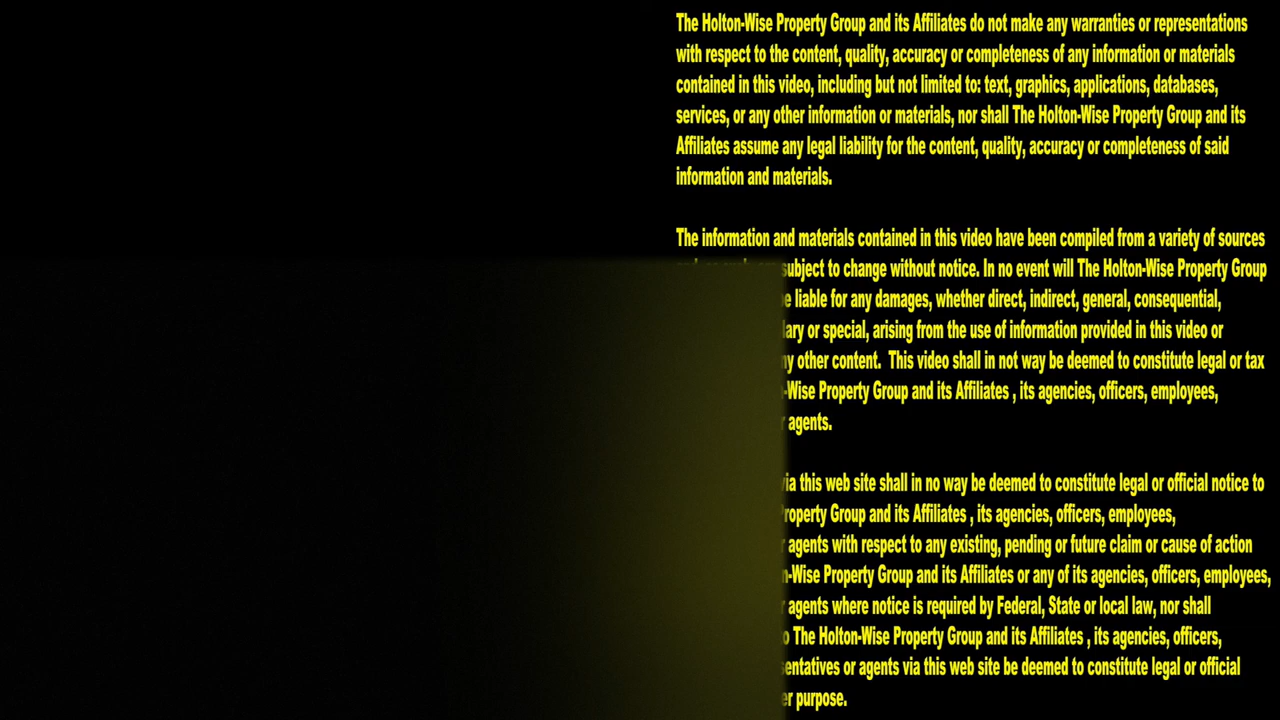 The Holton-Wise Property Group and its Affiliates do not make any warranties or representations
with respect to the content, quality, accuracy or completeness of any information or materials
contained in this video, including but not limited to: text, graphics, applications, databases,
services, or any other information or materials, nor shall The Holton-Wise Property Group and its
Affiliates assume any legal liability for the content, quality, accuracy or completeness of said
information and materials.
The information and materials contained in this video have been compiled from a variety of sources
subject to change without notice. In no event will The Holton-Wise Property Group
liable for any damages, whether direct, indirect, general, consequential,
or special, arising from the use of information provided in this video or
other content. This video shall in not way be deemed to constitute legal or tax
-Wise Property Group and its Affiliates , its agencies, officers, employees,
agents.
via this web site shall in no way be deemed to constitute legal or official notice to
Property Group and its Affiliates , its agencies, officers, employees,
agents with respect to any existing, pending or future claim or cause of action
-Wise Property Group and its Affiliates or any of its agencies, officers, employees,
agents where notice is required by Federal, State or local law, nor shall
The Holton-Wise Property Group and its Affiliates , its agencies, officers,
or agents via this web site be deemed to constitute legal or official
purpose.